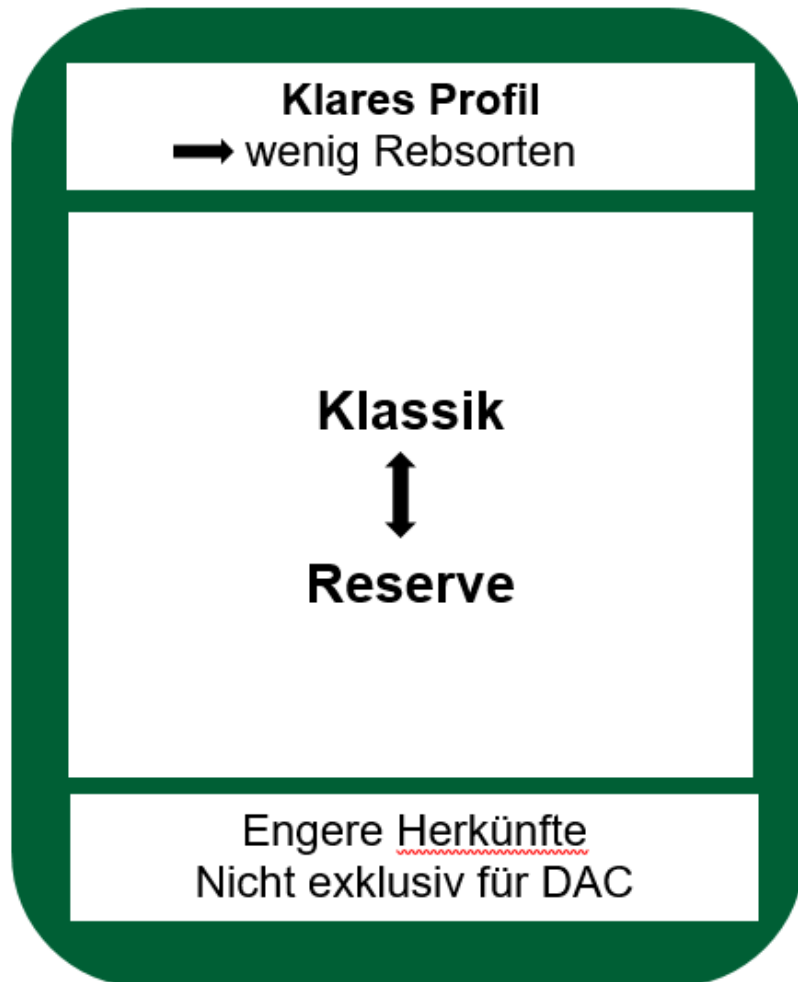 Klares Profil
wenig Rebsorten
Klassik
Reserve
Engere Herkünfte
Nicht exklusiv für DAC